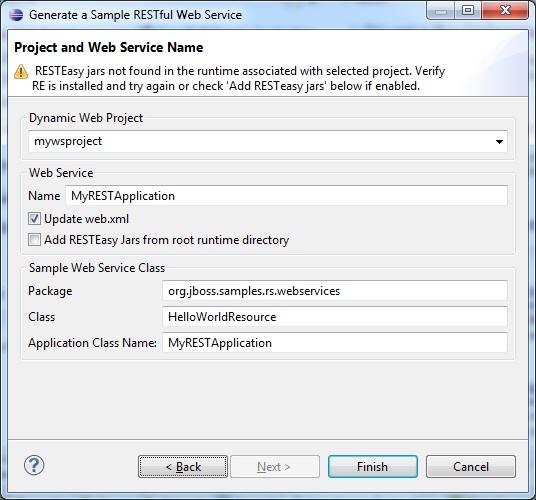 Generate a Sample RESTful Web Service
Project and Web Service Name
RESTEasy jars not found in the runtime associated with selected project. Verify
RE is installed and try again or check 'Add RESTeasy jars' below if enabled.
Dynamic Web Project
mywsproject
Web Service
Name MyRESTApplication
Update web.xml
Add RESTEasy Jars from root runtime directory
Sample Web Service Class
Package org.jboss.samples.rs.webservices
Class HelloWorldResource
Application Class Name: MyRESTApplication
? < Back Next > Finish Cancel